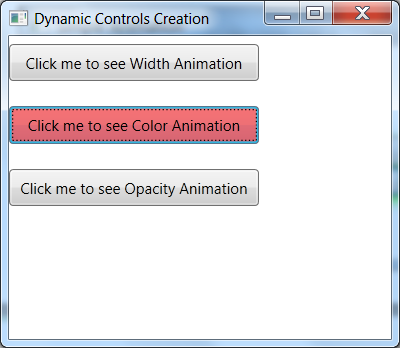 Dynamic Controls Creation
Click me to see Width Animation
Click me to see Color Animation
Click me to see Opacity Animation